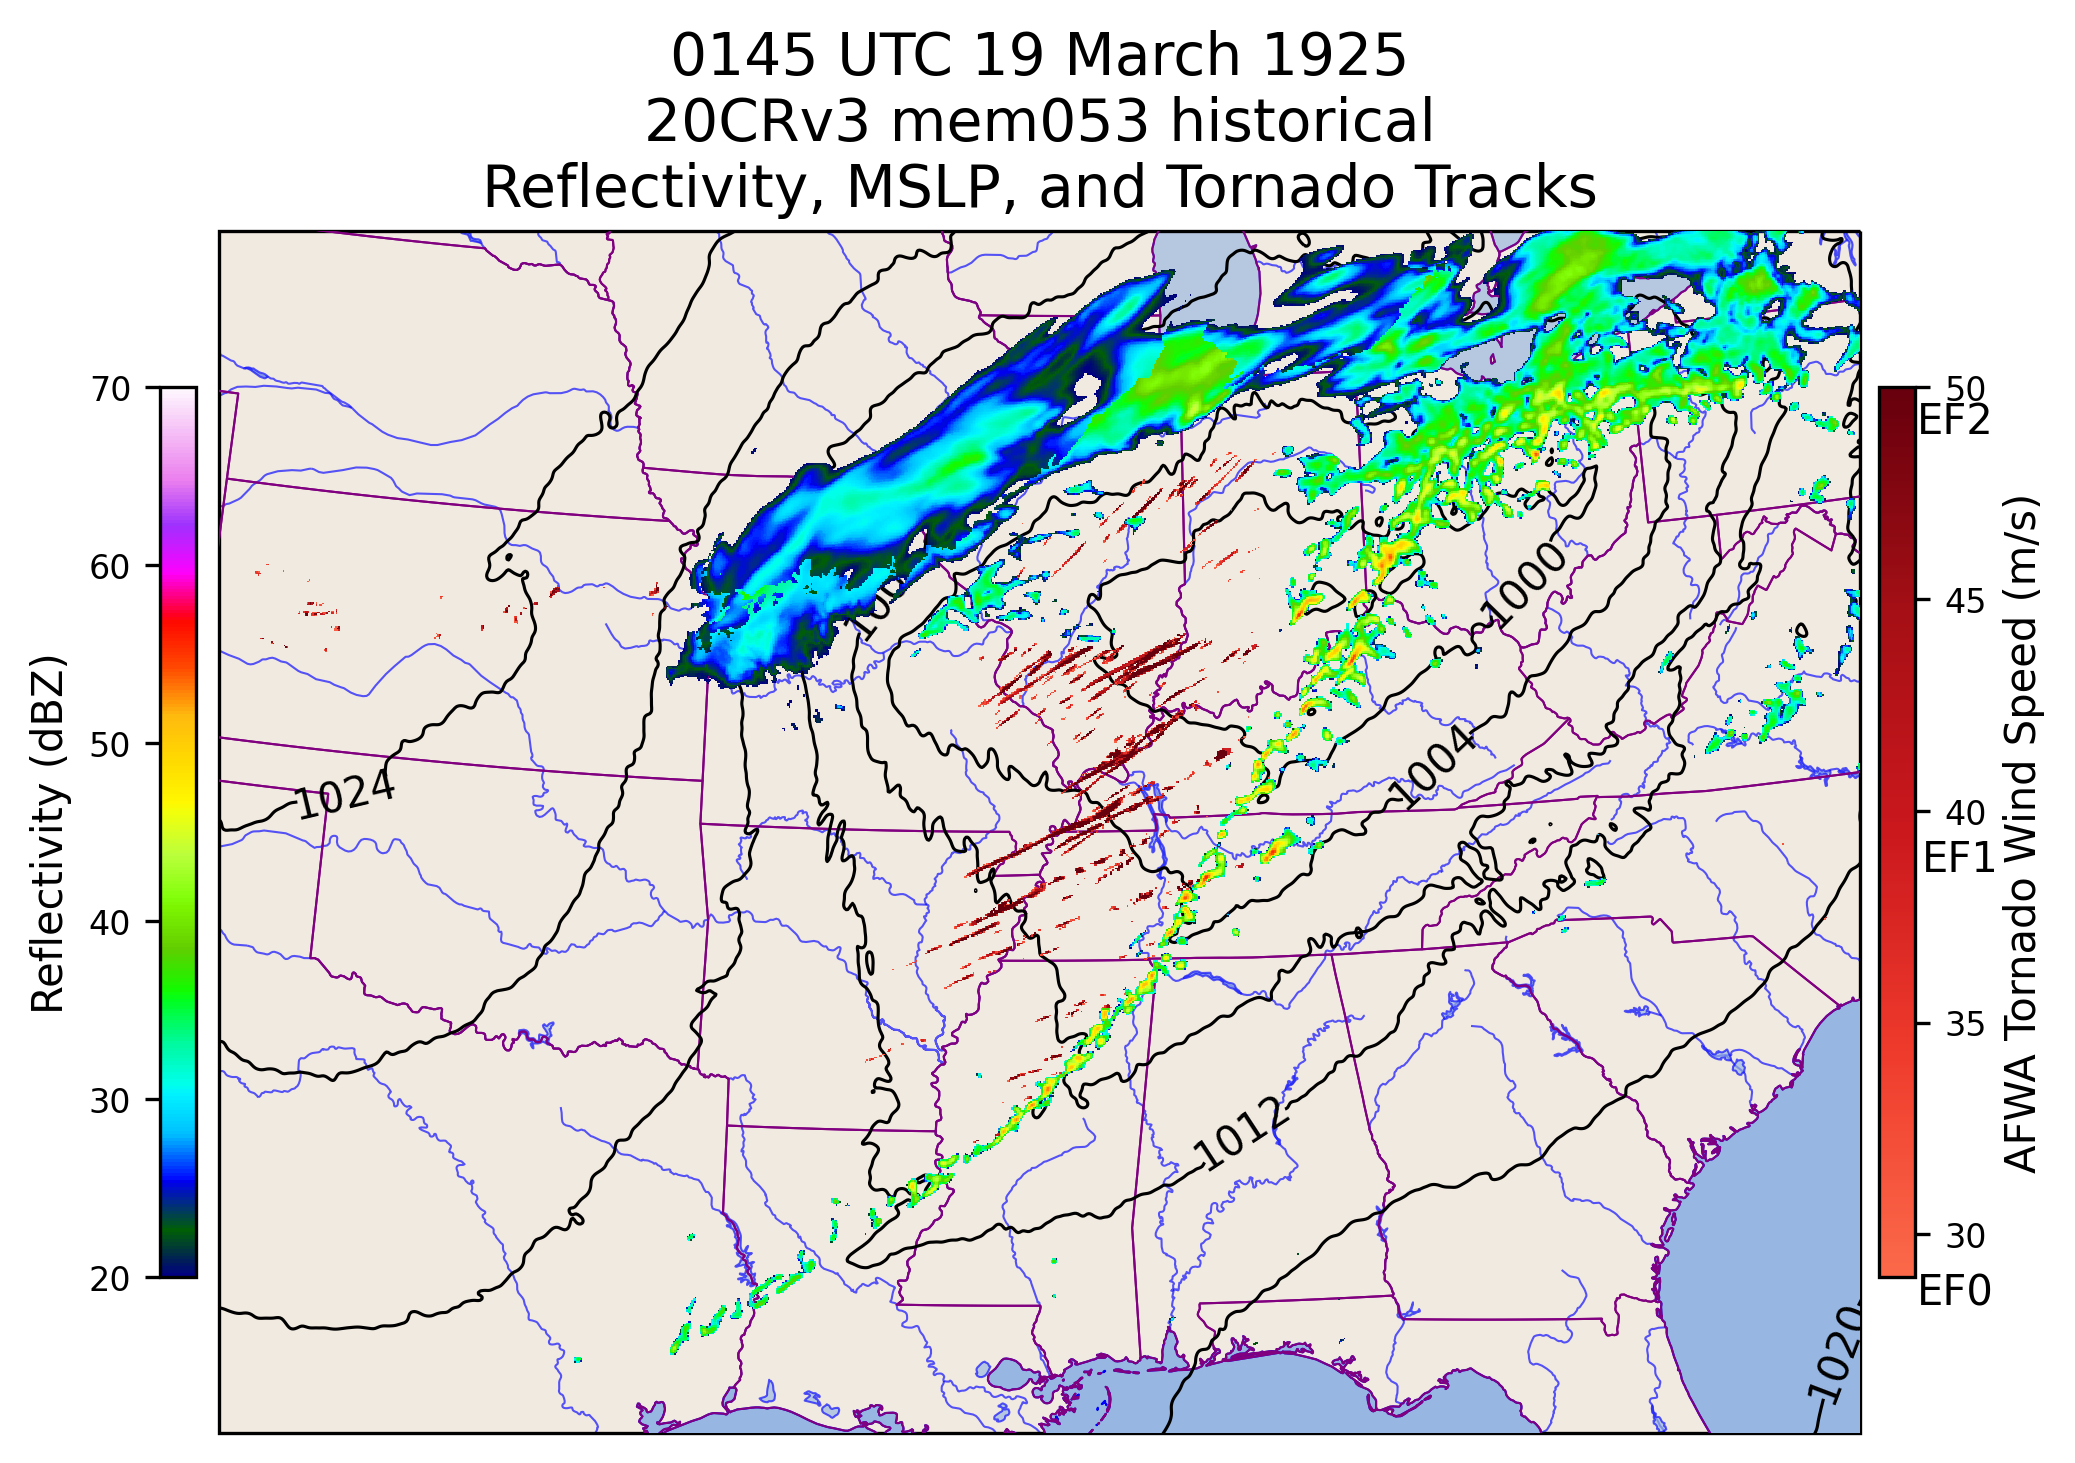 0145 UTC 19 March 1925
20CRv3 mem053 historical
Reflectivity, MSLP, and Tornado Tracks
Reflectivity (dBZ)
70
60
50
40
30
20
1024
1000
1004
1012
1020
50
EF2
45
40
EF1
35
30
EF0
AFWA Tornado Wind Speed (m/s)